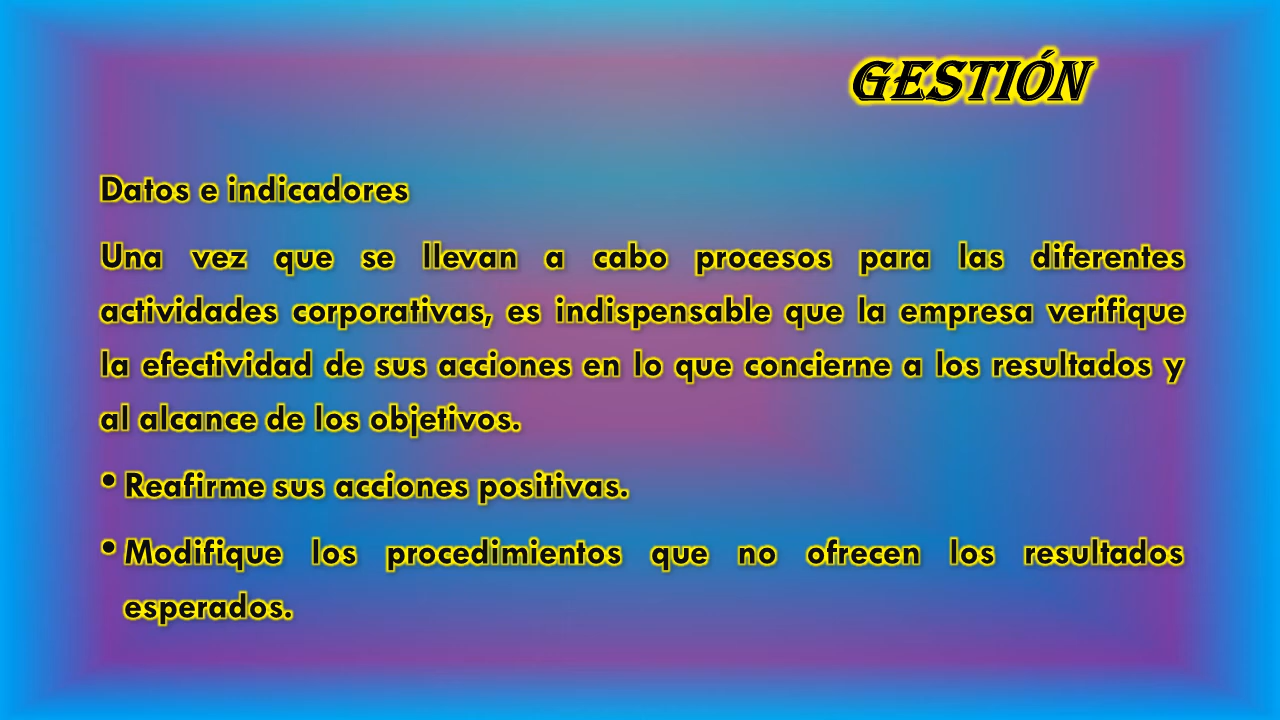 GESTIÓN
Datos e indicadores
Una vez que se llevan a cabo procesos para las diferentes
actividades corporativas, es indispensable que la empresa verifique
la efectividad de sus acciones en lo que concierne a los resultados y
al alcance de los objetivos.
• Reafirme sus acciones positivas.
• Modifique los procedimientos que no ofrecen los resultados
esperados.